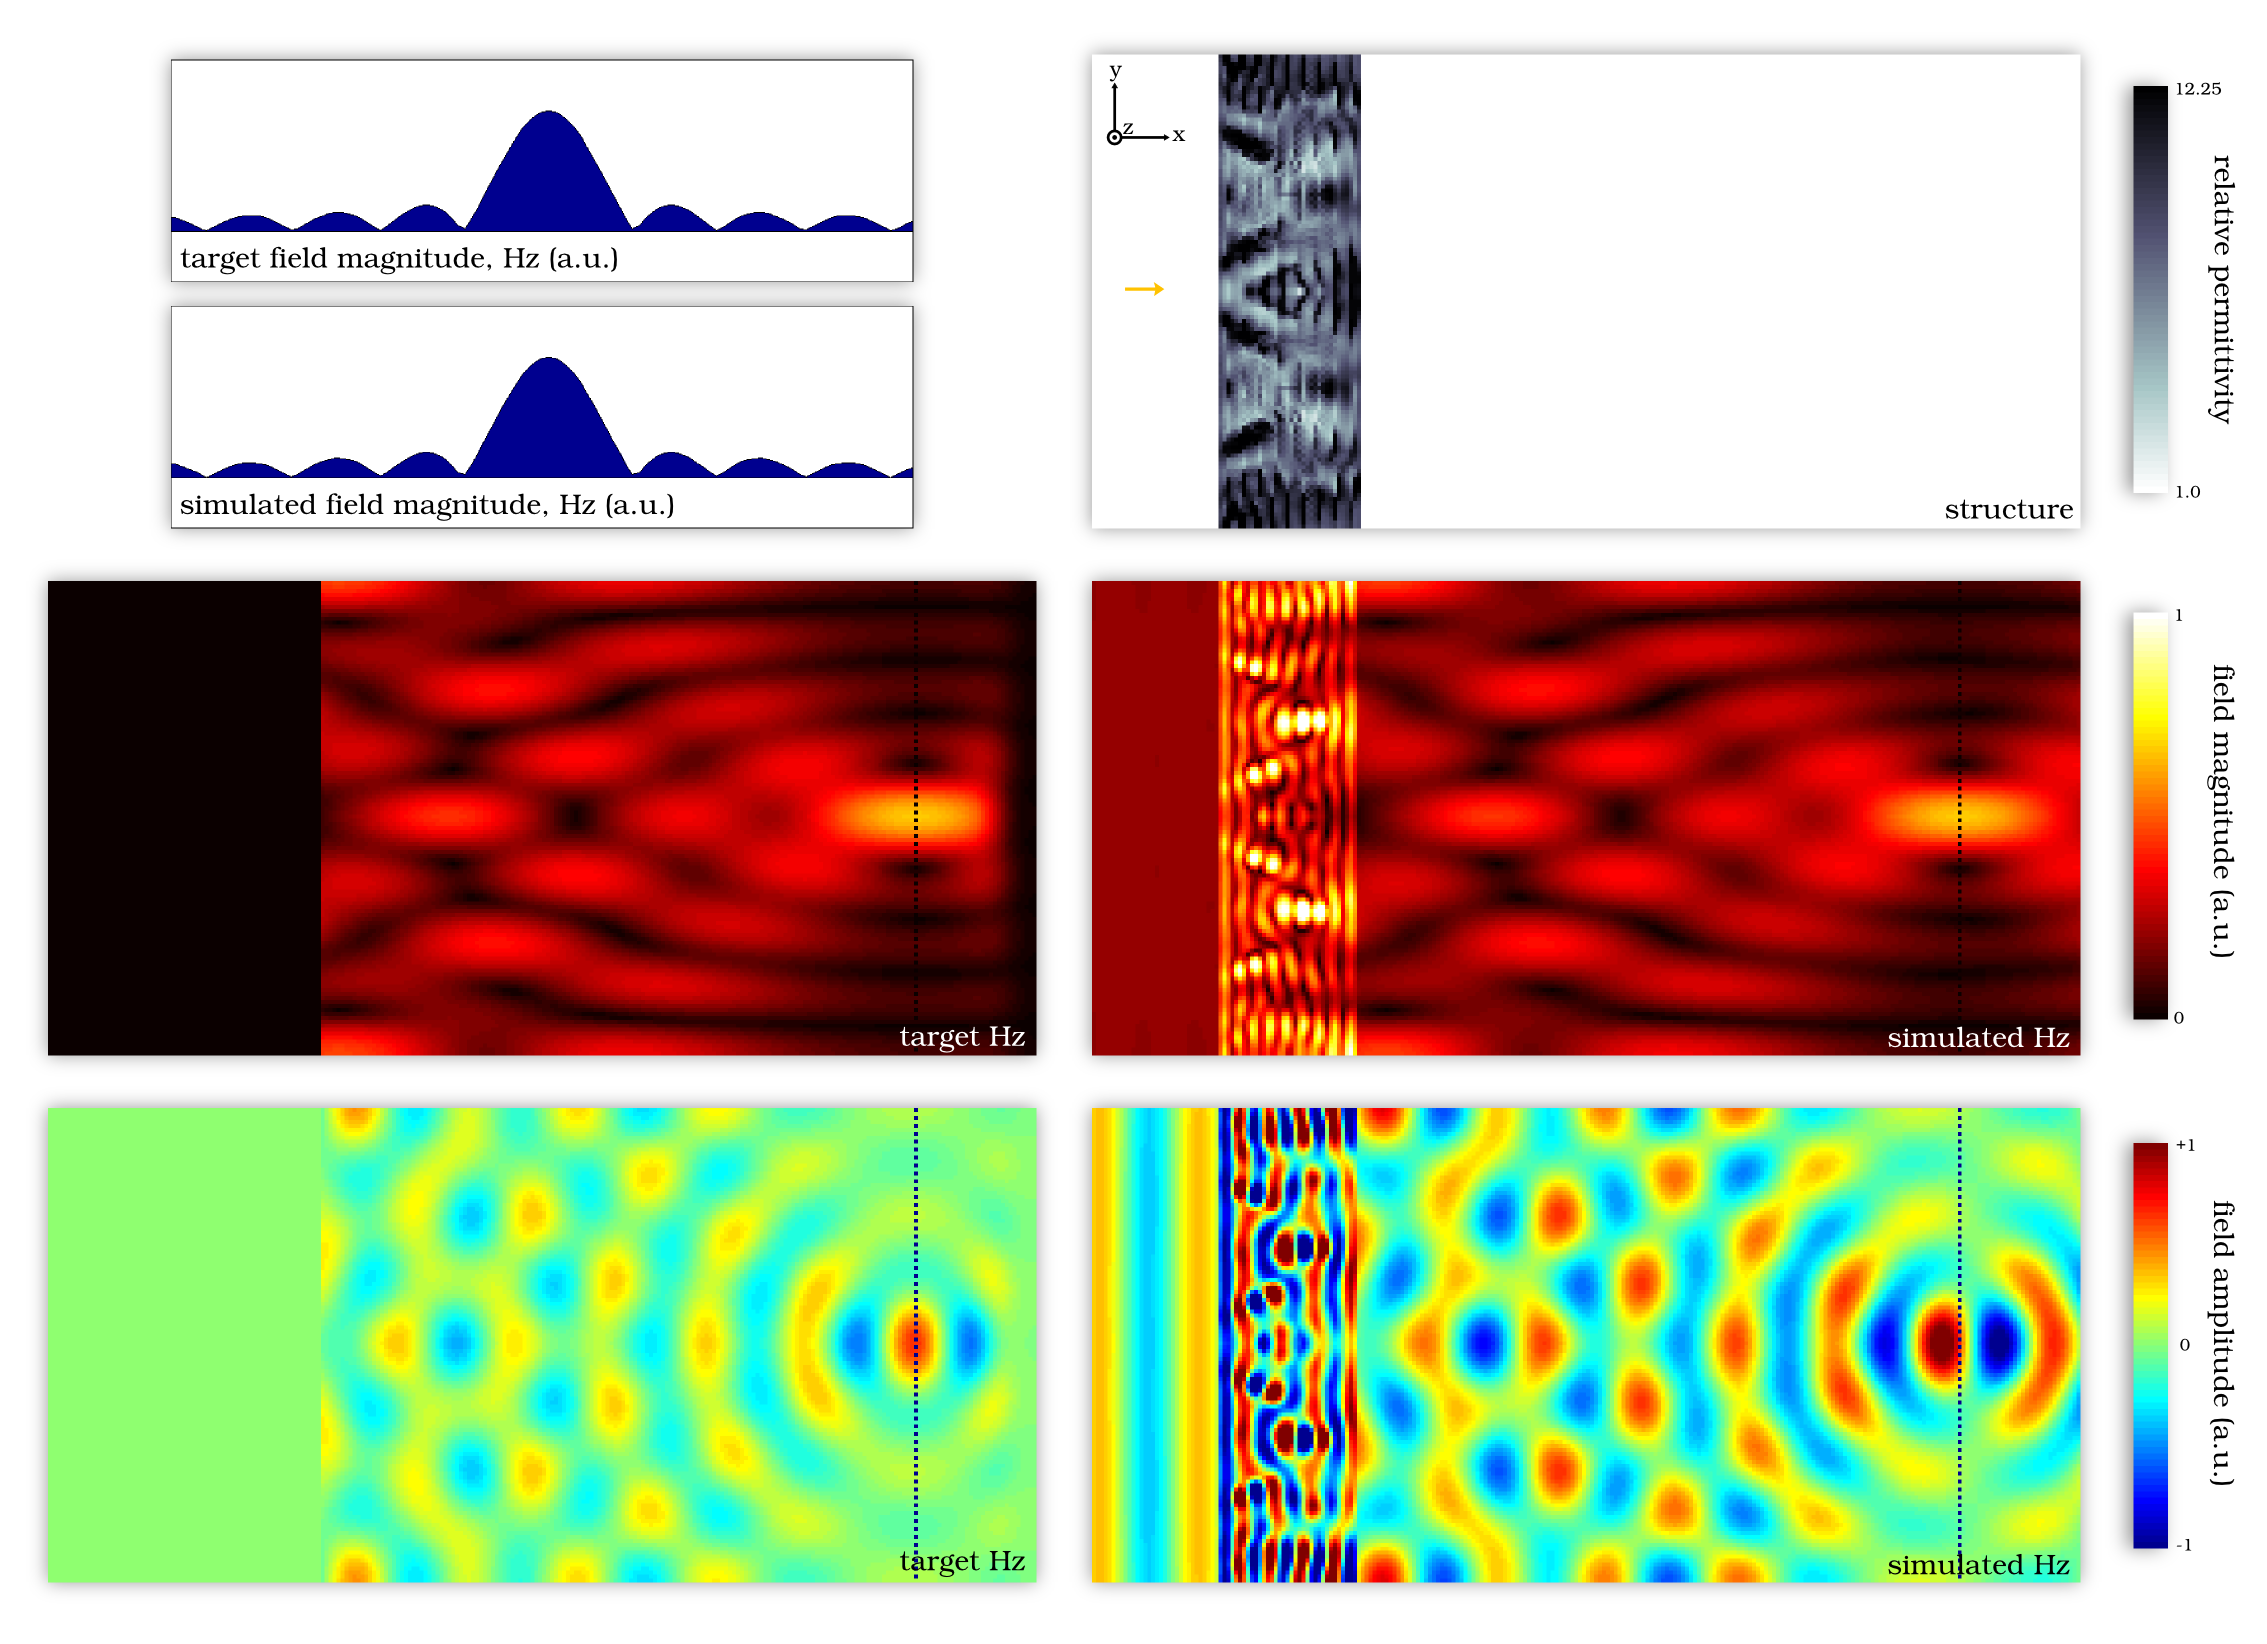 target field magnitude, Hz (a.u.)
simulated field magnitude, Hz (a.u.)
y
z
x
structure
12.25
1.0
relative permittivity
target Hz
simulated Hz
1
0
field magnitude (a.u.)
target Hz
simulated Hz
+1
0
-1
field amplitude (a.u.)